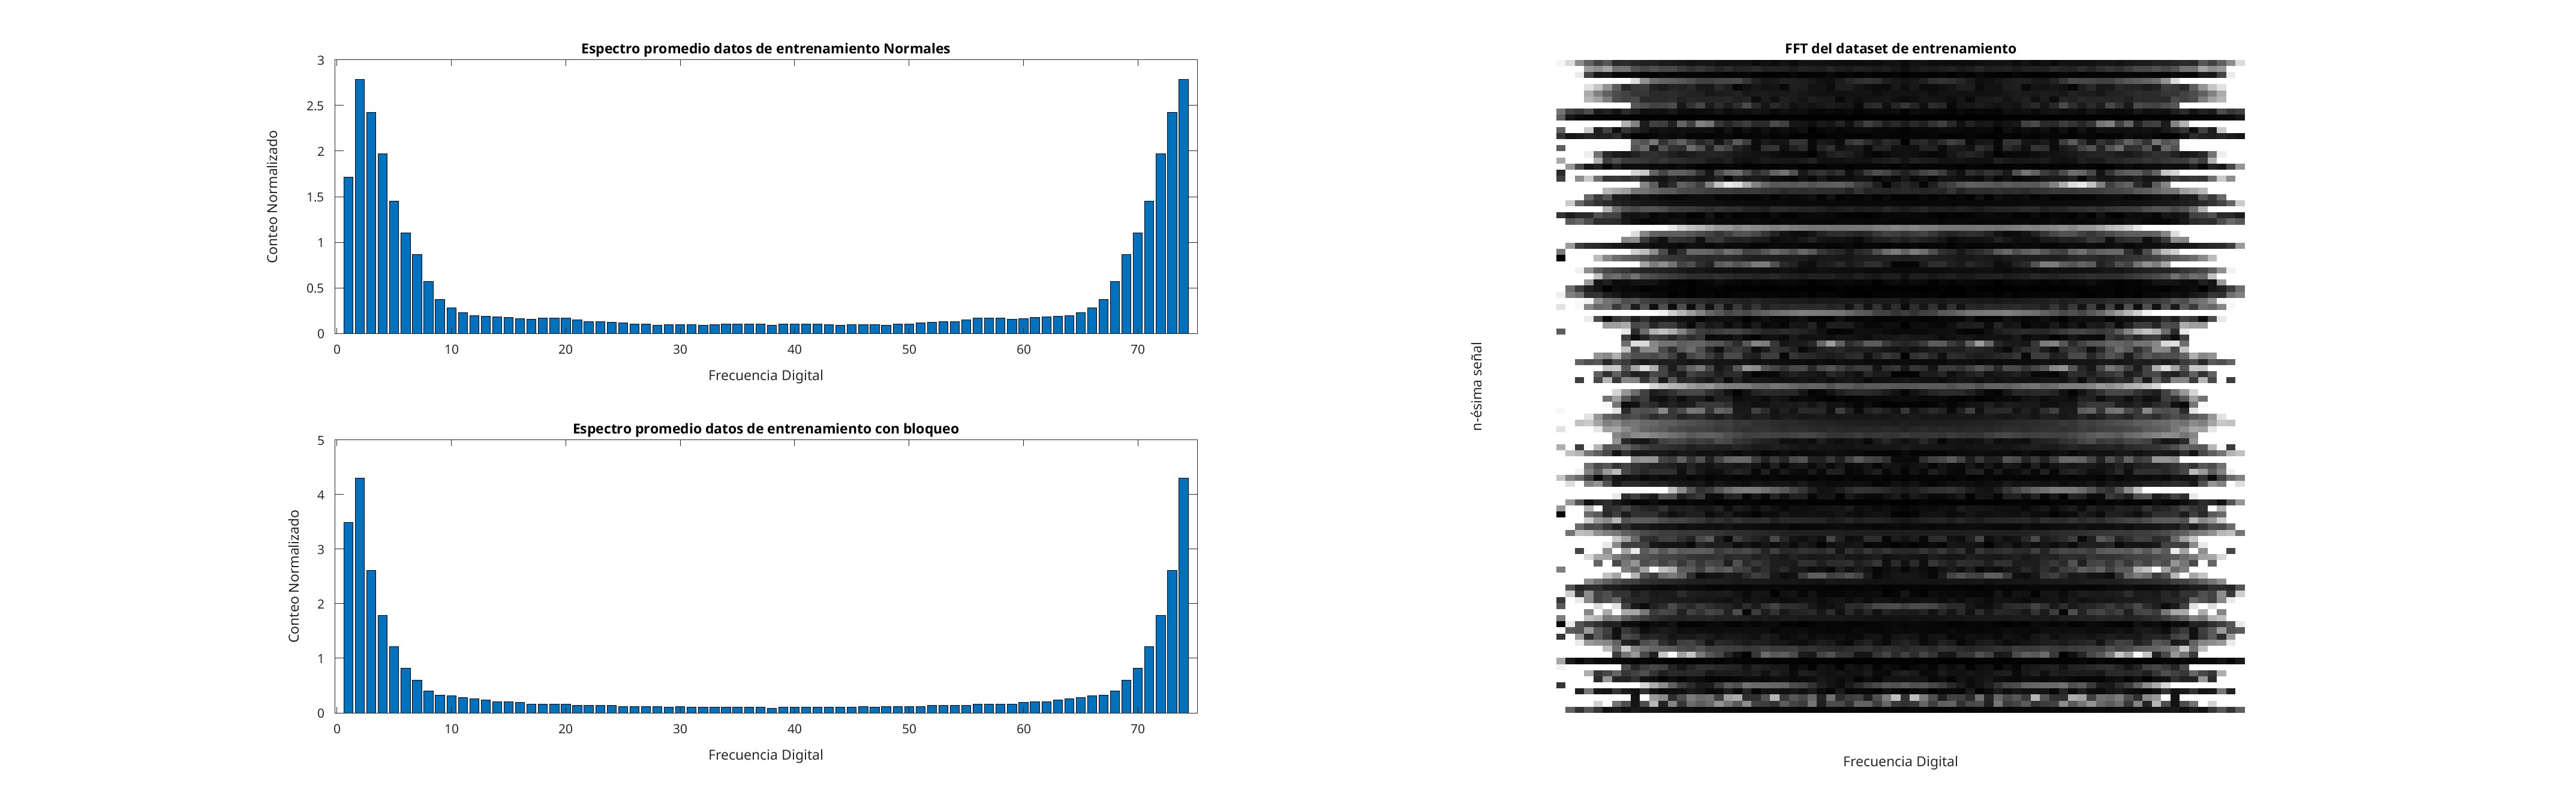 Espectro promedio datos de entrenamiento Normales
3
2.5
2
1.5
1
0.5
0
Conteo Normalizado
0 10 20 30 40 50 60 70
Frecuencia Digital
Espectro promedio datos de entrenamiento con bloqueo
5
4
3
2
1
0
Conteo Normalizado
0 10 20 30 40 50 60 70
Frecuencia Digital
FFT del dataset de entrenamiento
n-ésima señal
Frecuencia Digital